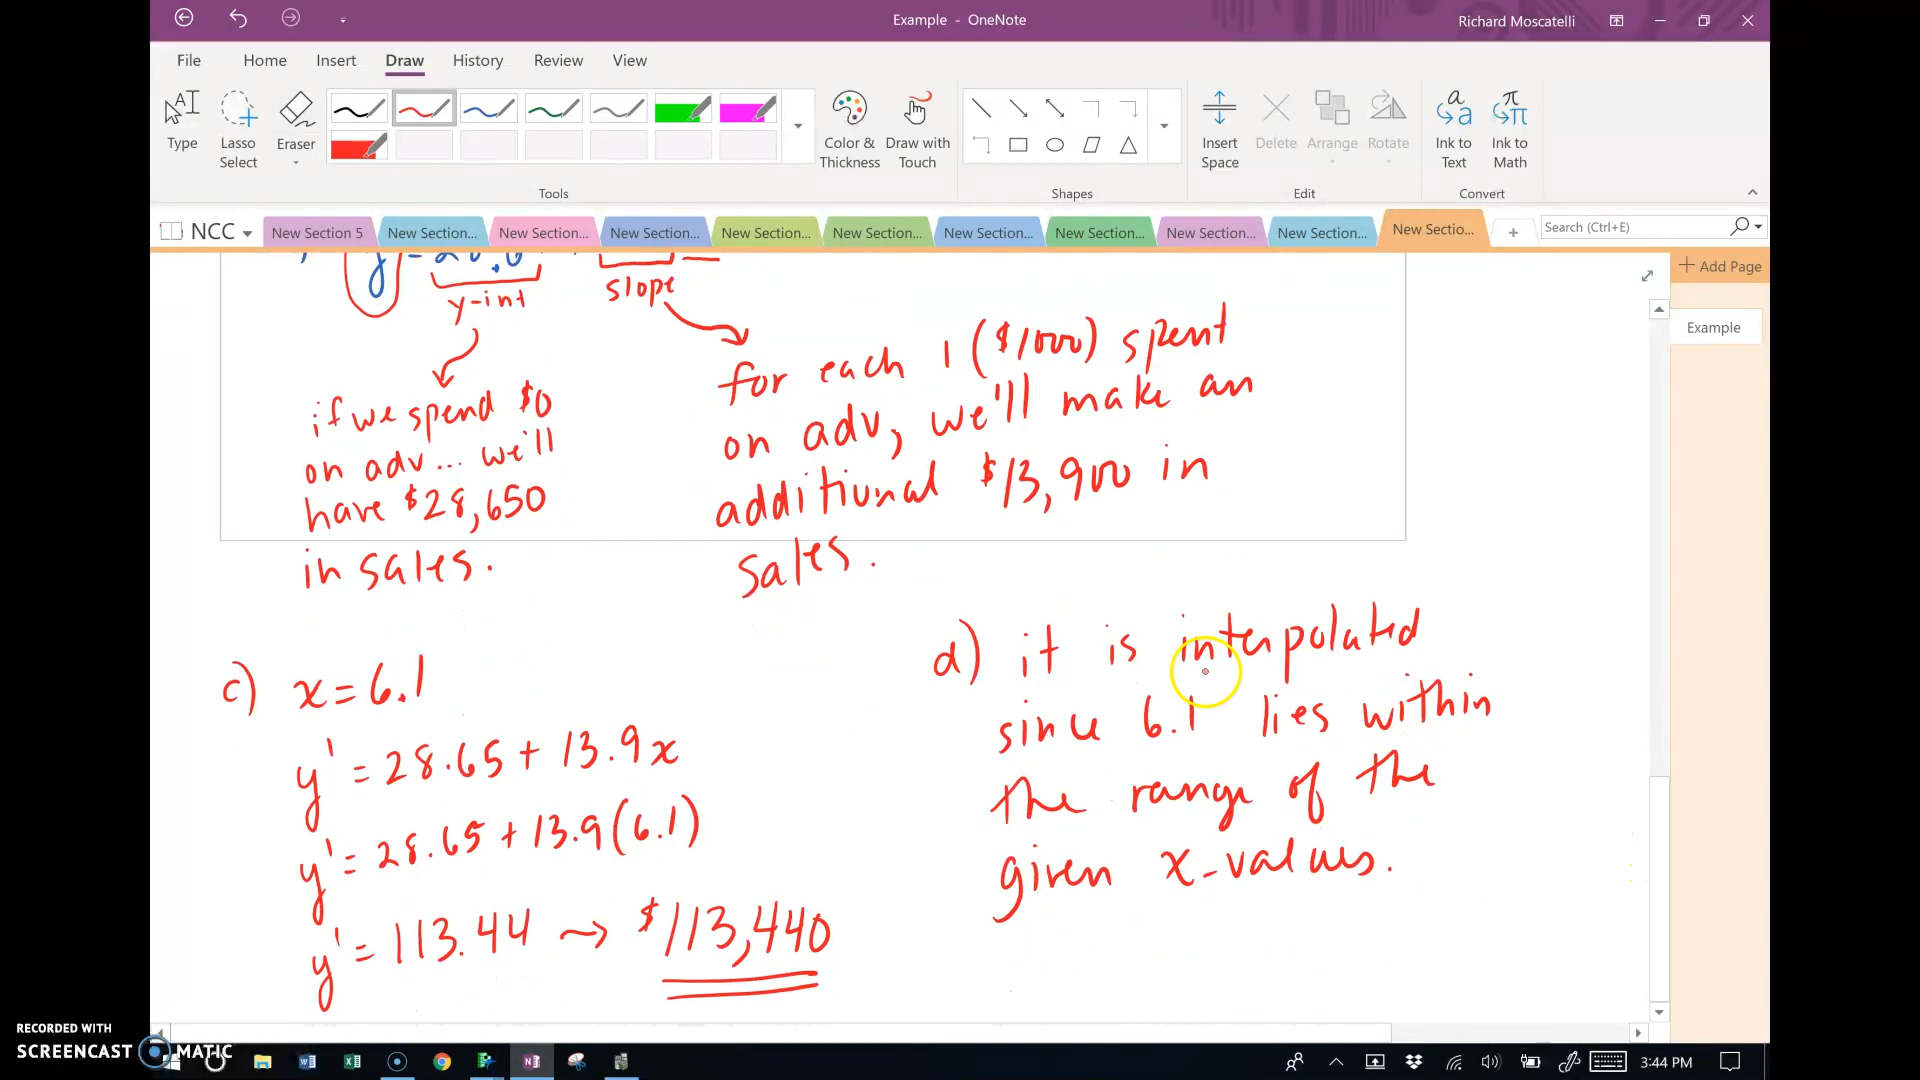 Example - OneNote
Richard Moscatelli
File Home Insert Draw History Review View
Type
Lasso Select
Eraser
Color & Thickness
Draw with Touch
Insert Space
Delete
Arrange
Rotate
Ink to Text
Ink to Math
Tools Shapes Edit Convert
NCC New Section 5 New Section... New Section... New Section... New Section... New Section... New Section... New Section... New Section... New Section... New Sectio... + Search (Ctrl+E)
+ Add Page
Example
y-int
slope
if we spend $0
on adv... we'll
have $28,650
in sales.
for each 1 ($1000) spent
on adv, we'll make an
additional $13,900 in
sales.
c) x=6.1
y'=28.65+13.9x
y'=28.65+13.9(6.1)
y'=113.44 → $113,440
d) it is interpolated
since 6.1 lies within
the range of the
given x-values.
RECORDED WITH
SCREENCAST MATIC
3:44 PM